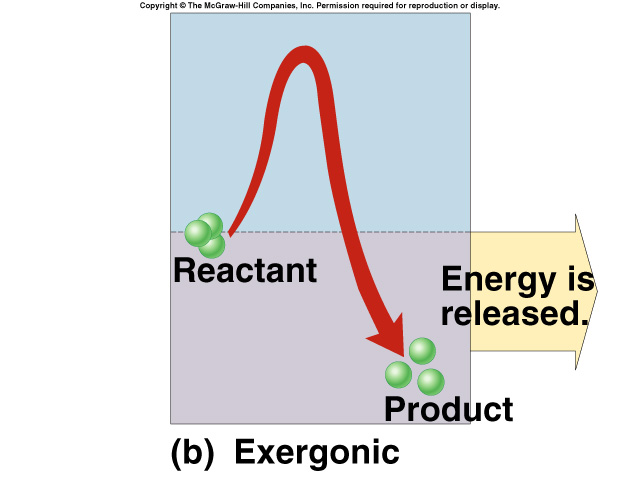 Copyright © The McGraw-Hill Companies, Inc. Permission required for reproduction or display.
Reactant
Energy is
released.
Product
(b) Exergonic